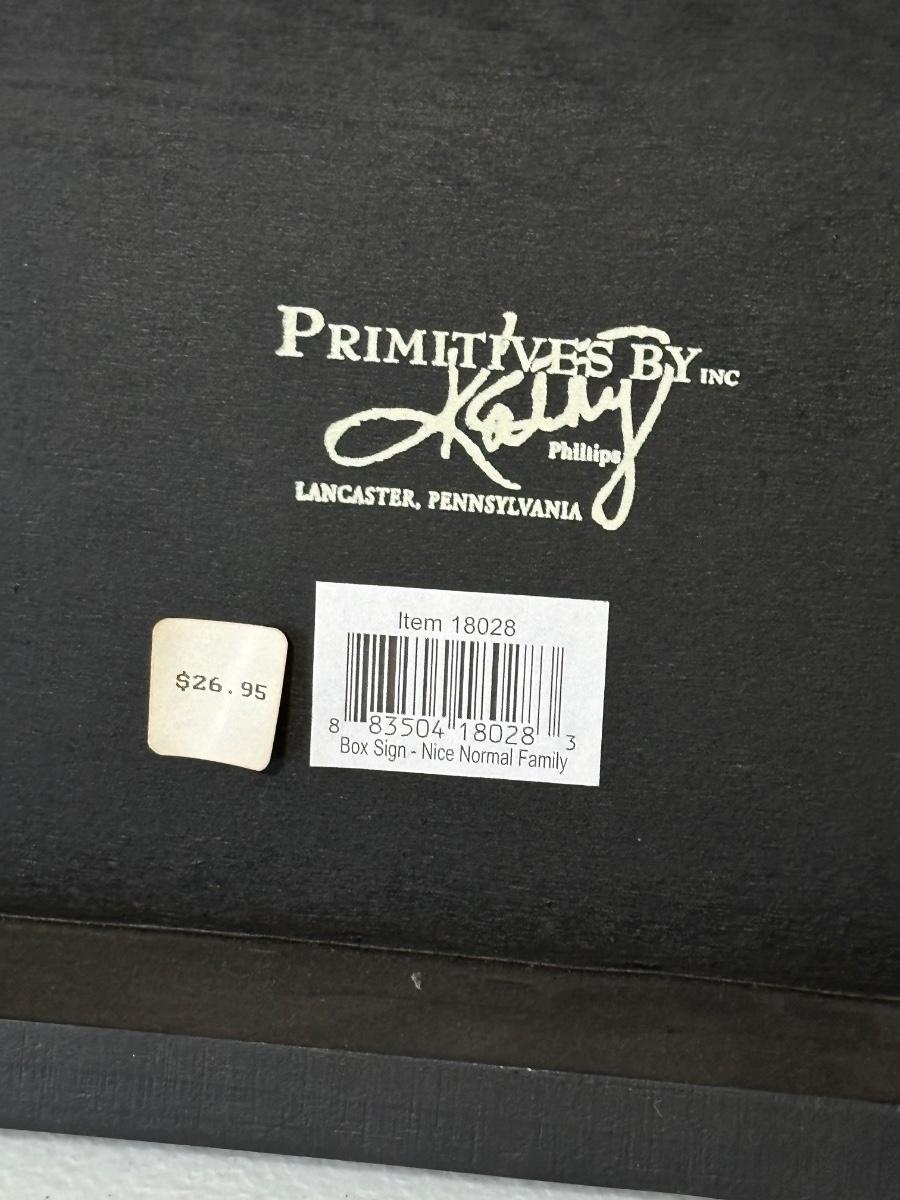 PRIMITIVES BY INC
Kathy
Phillips
LANCASTER, PENNSYLVANIA
$26.95
Item 18028
8 83504 18028 3
Box Sign - Nice Normal Family